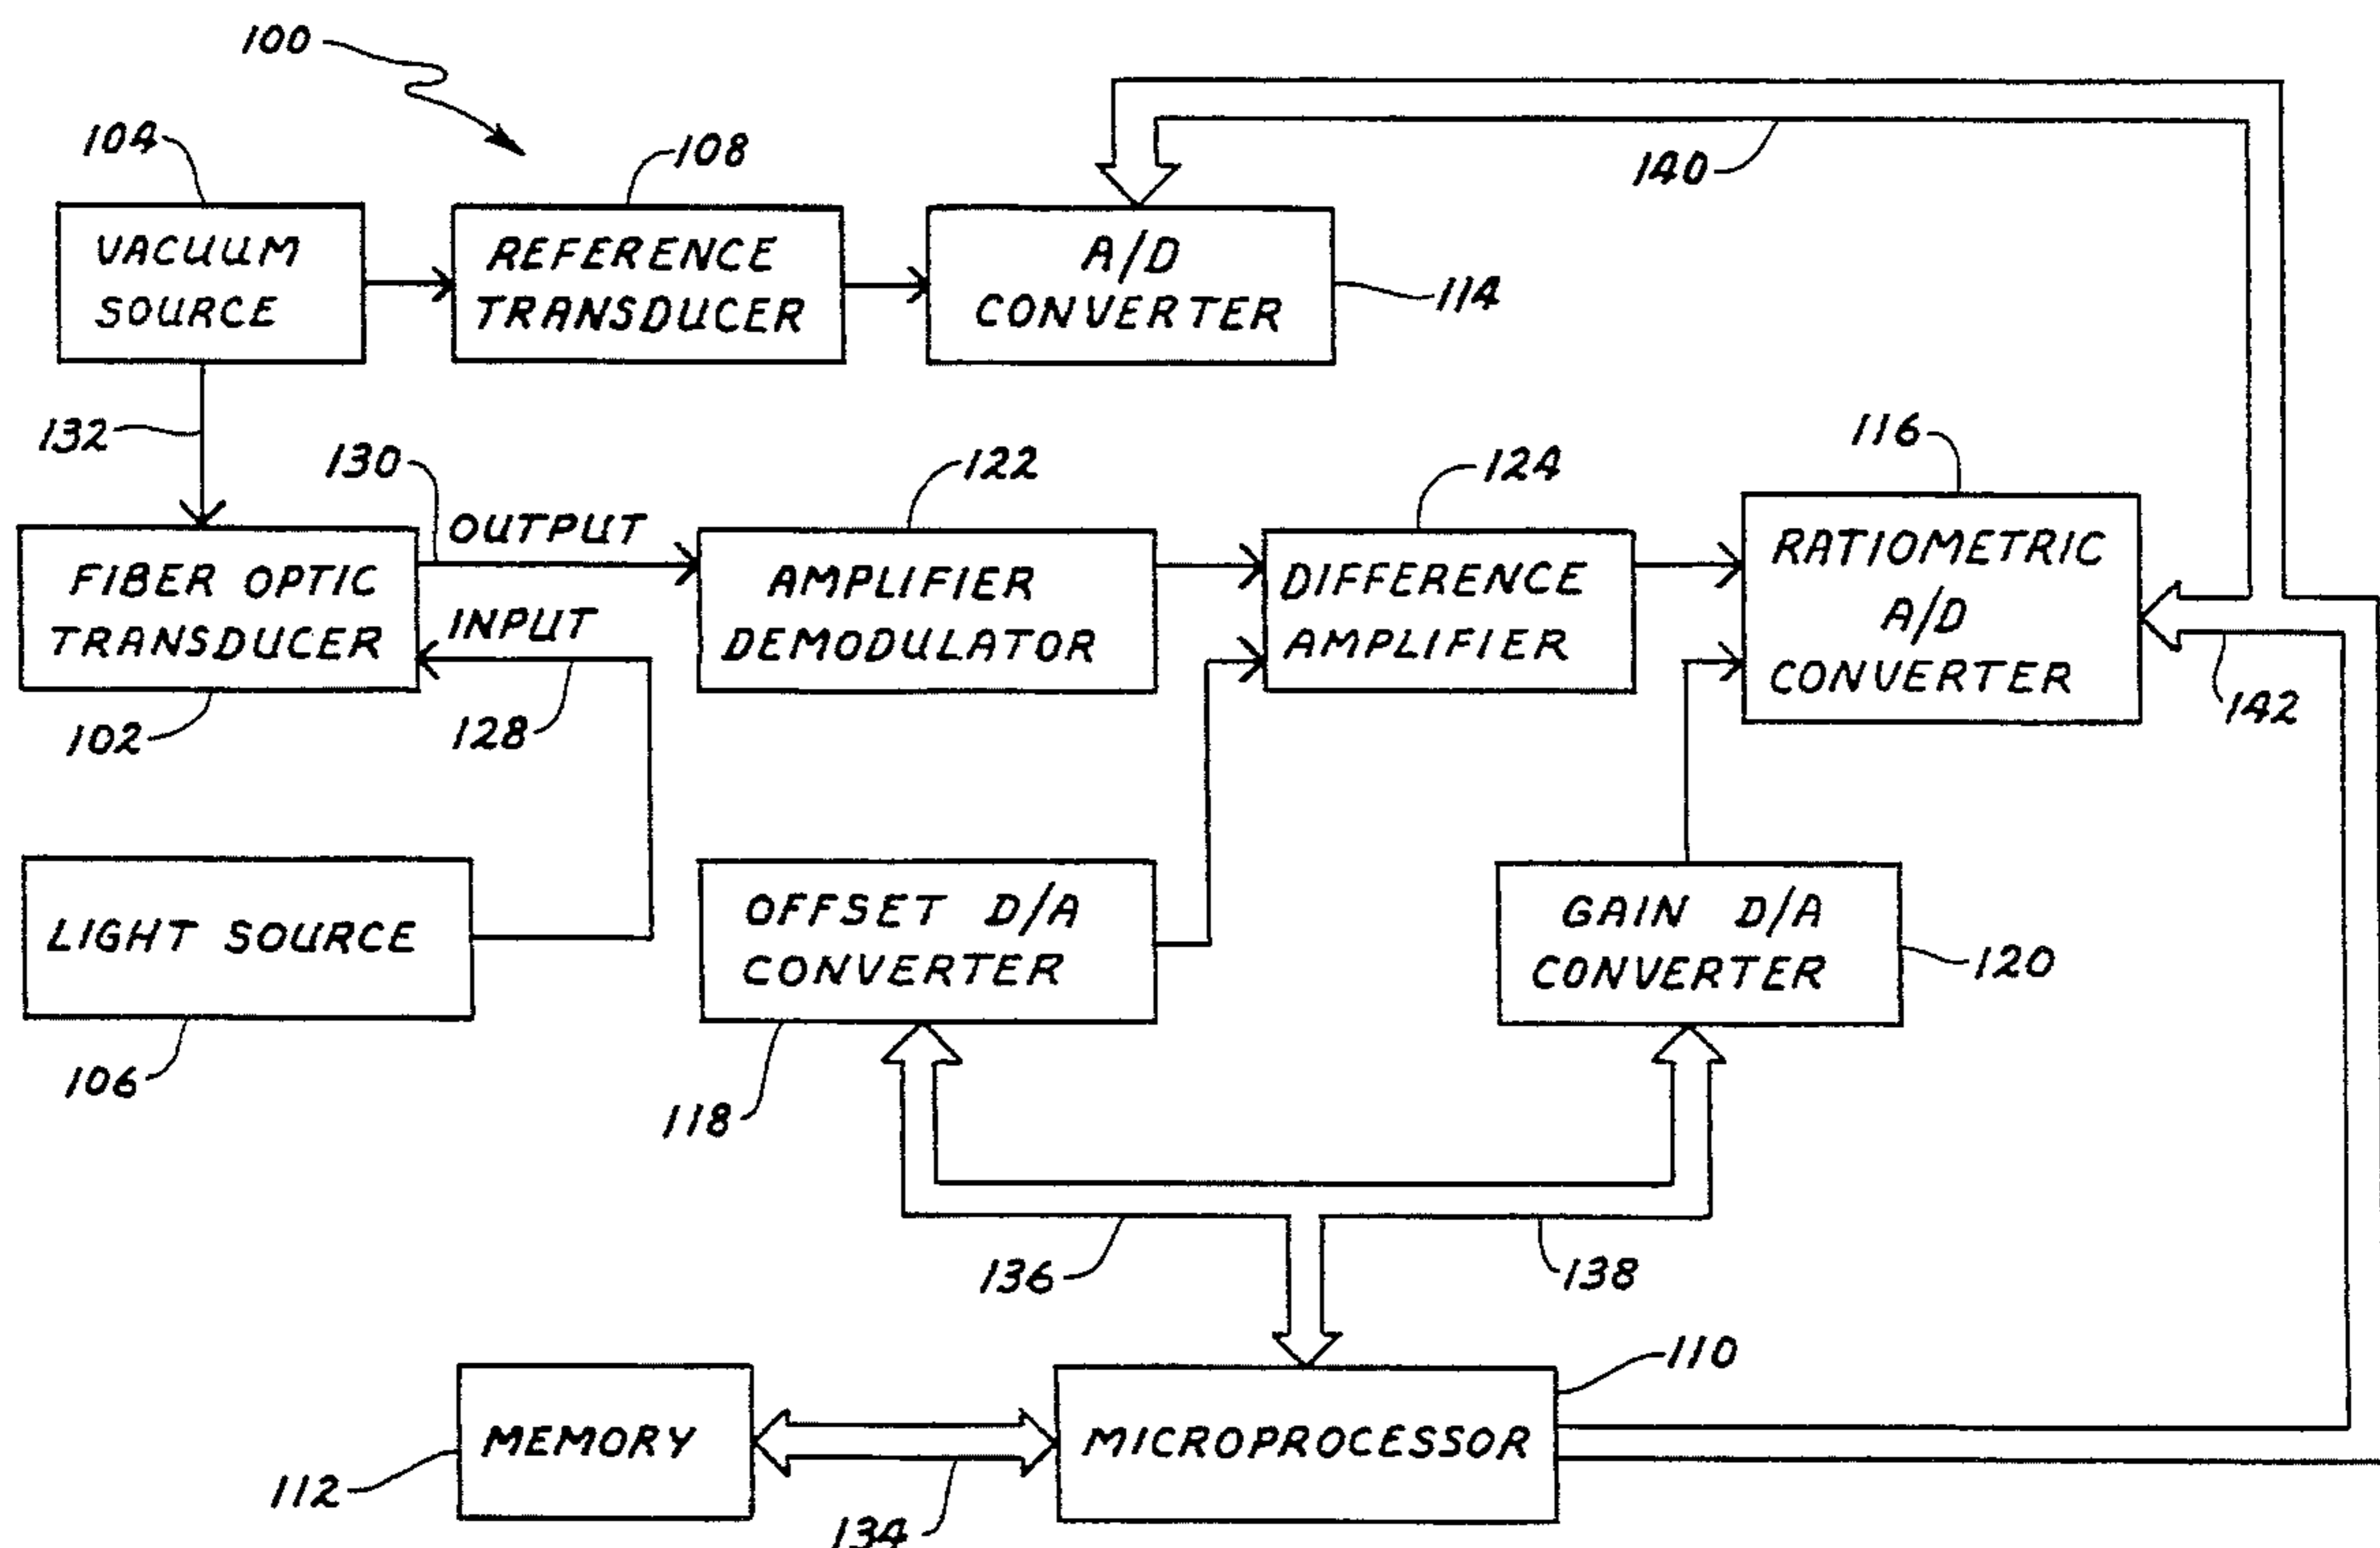 100
104
108
140
VACUUM
SOURCE
REFERENCE
TRANSDUCER
A/D
CONVERTER
114
132
130
122
124
116
OUTPUT
INPUT
FIBER OPTIC
TRANSDUCER
AMPLIFIER
DEMODULATOR
DIFFERENCE
AMPLIFIER
RATIOMETRIC
A/D
CONVERTER
102
128
142
LIGHT SOURCE
OFFSET D/A
CONVERTER
GAIN D/A
CONVERTER
120
106
118
136
138
110
MEMORY
MICROPROCESSOR
112
134